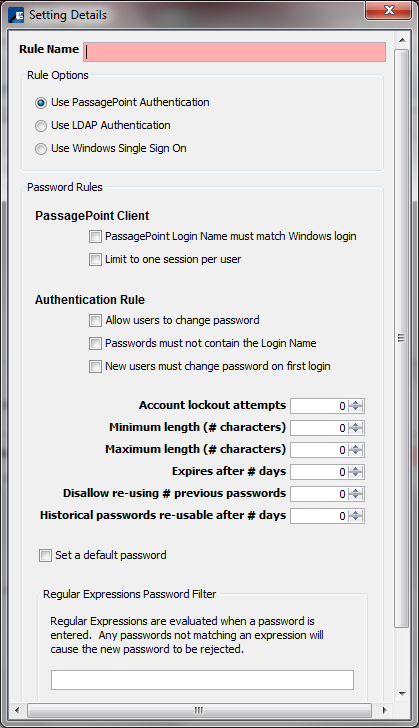 Setting Details
Rule Name
Rule Options
Use PassagePoint Authentication
Use LDAP Authentication
Use Windows Single Sign On
Password Rules
PassagePoint Client
PassagePoint Login Name must match Windows login
Limit to one session per user
Authentication Rule
Allow users to change password
Passwords must not contain the Login Name
New users must change password on first login
Account lockout attempts 0
Minimum length (# characters) 0
Maximum length (# characters) 0
Expires after # days 0
Disallow re-using # previous passwords 0
Historical passwords re-usable after # days 0
Set a default password
Regular Expressions Password Filter
Regular Expressions are evaluated when a password is
entered. Any passwords not matching an expression will
cause the new password to be rejected.